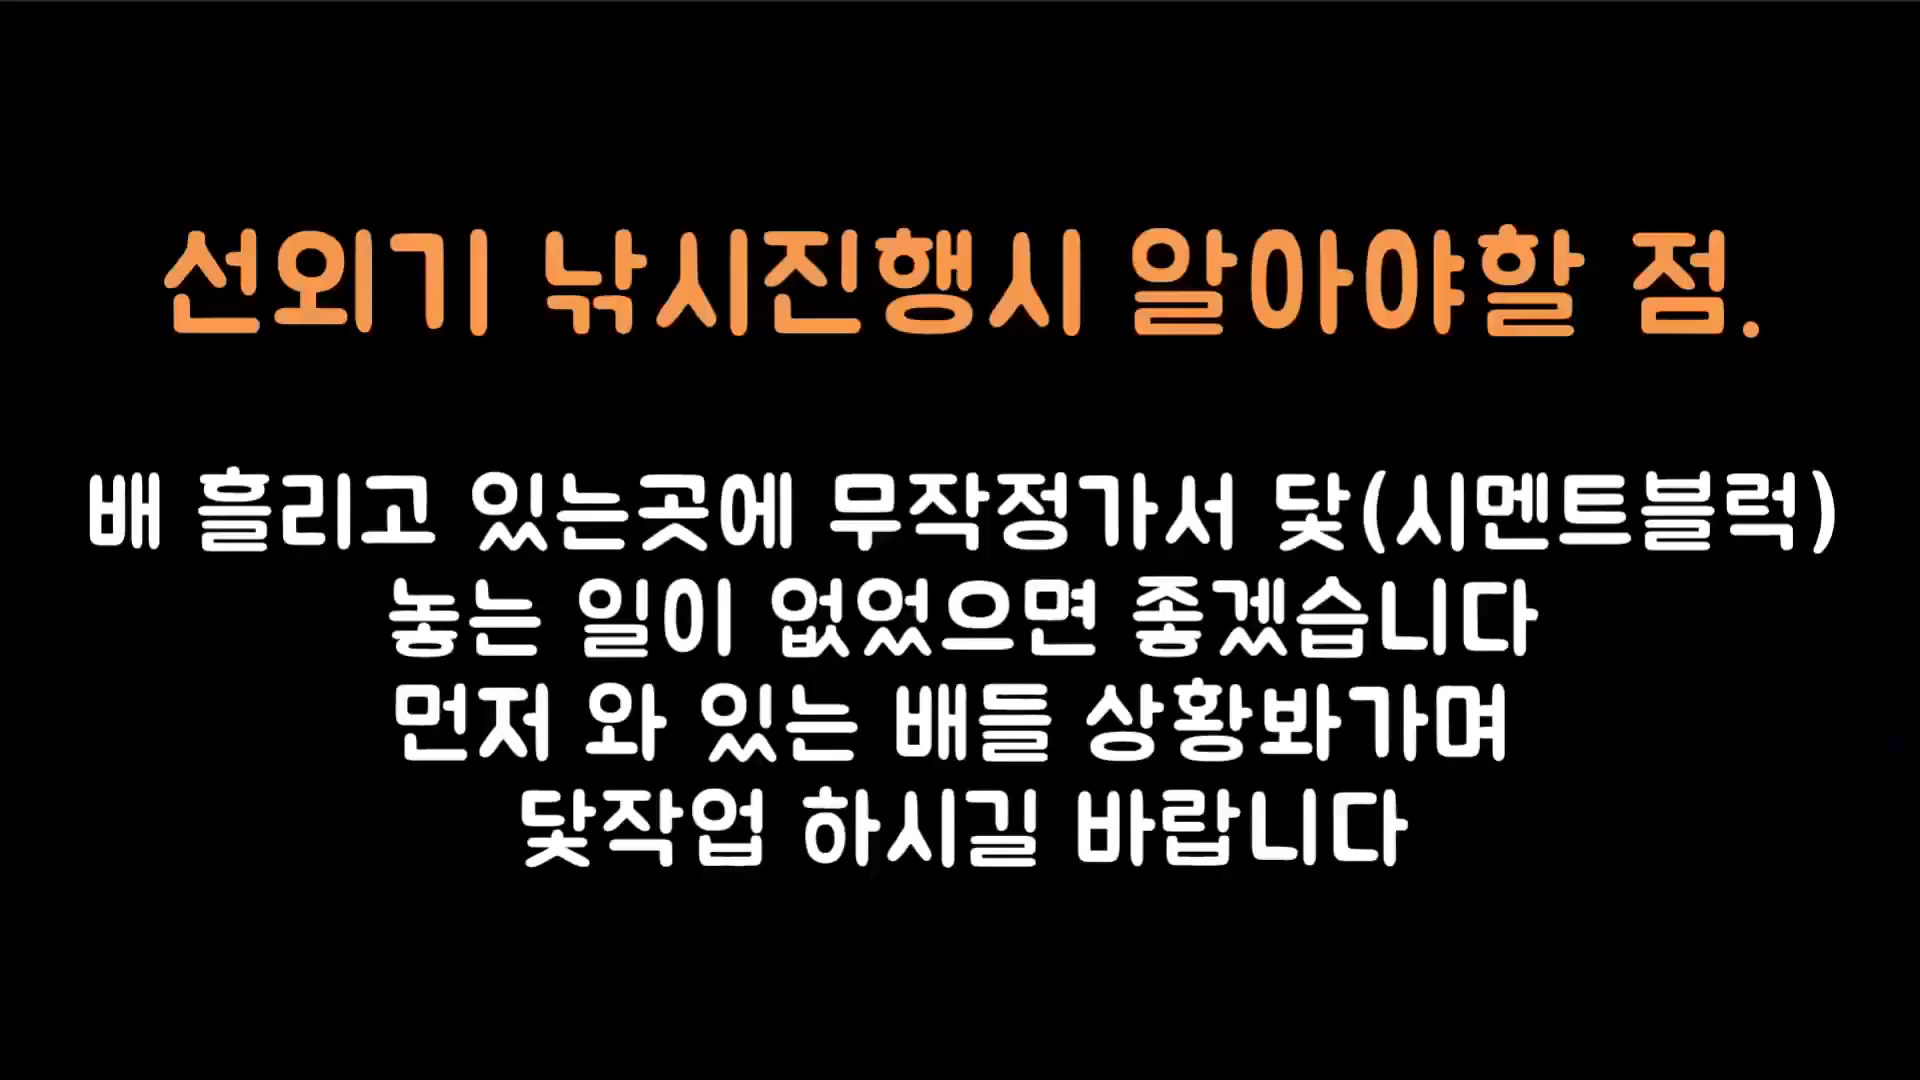 선외기 낚시진행시 알아야할 점.
배 흘리고 있는곳에 무작정가서 닻(시멘트블럭)
놓는 일이 없었으면 좋겠습니다
먼저 와 있는 배들 상황봐가며
닻작업 하시길 바랍니다